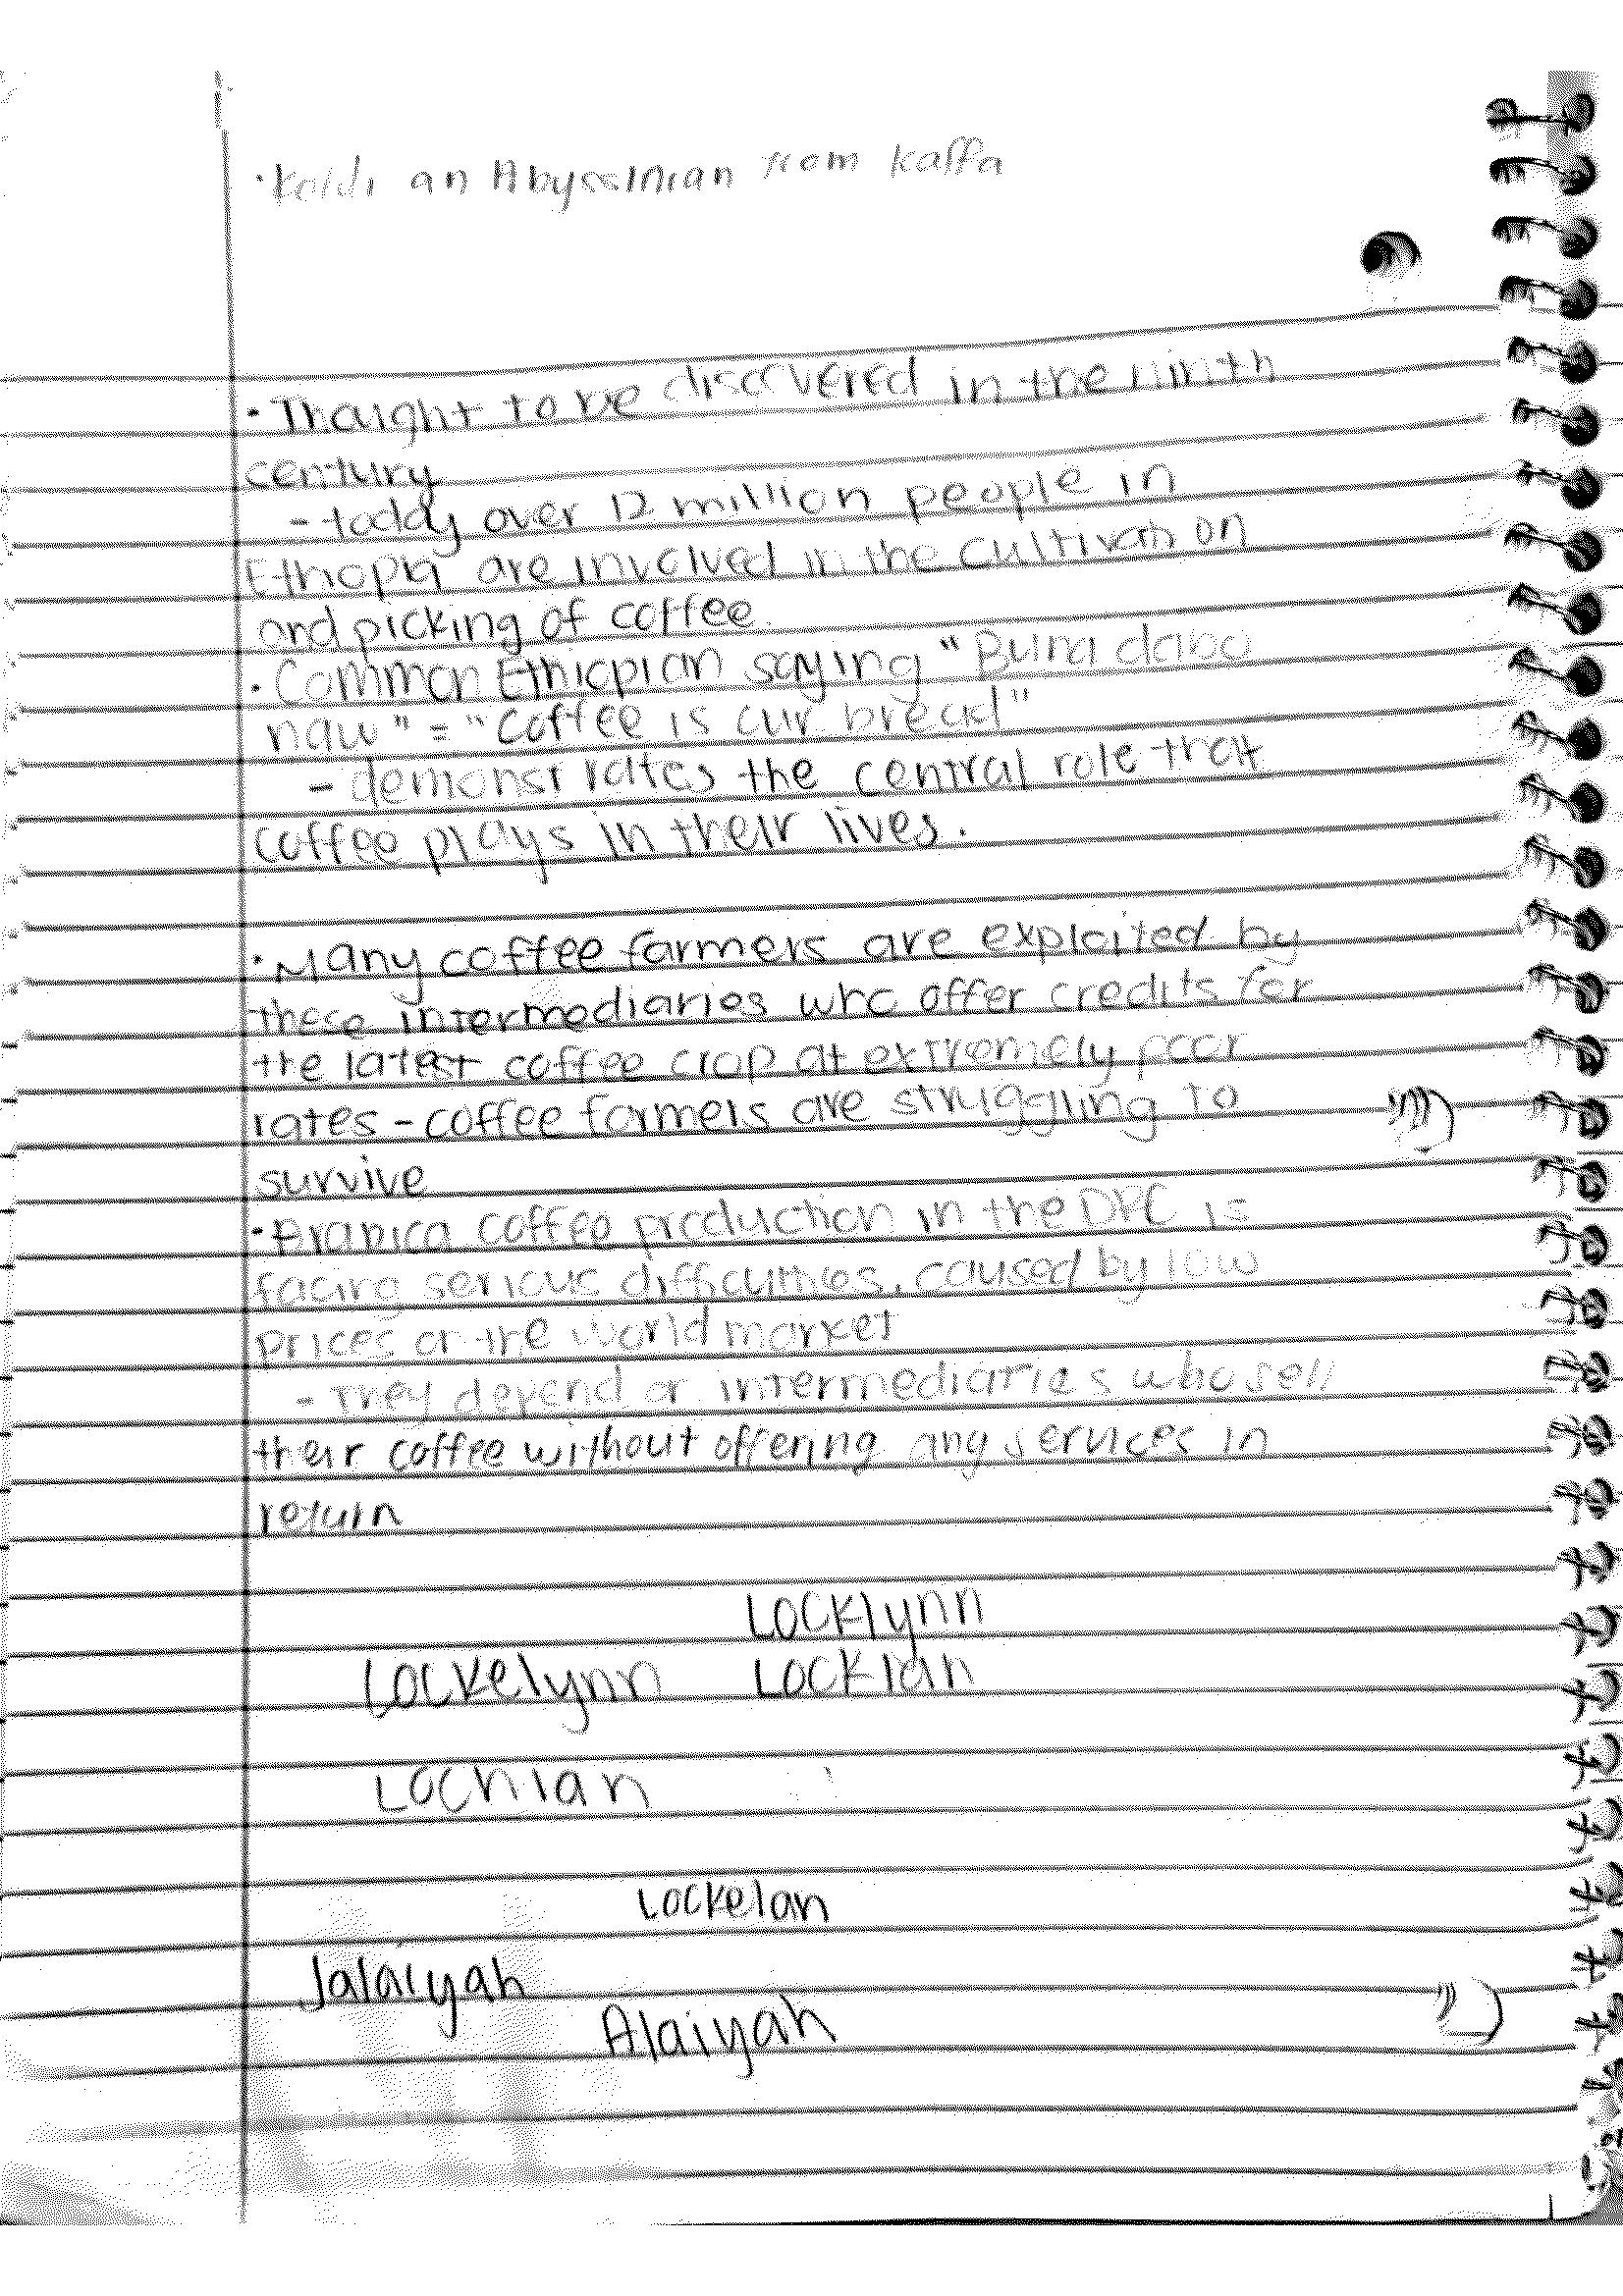 · Kaldi an Abyssinian from Kaffa
· Thought to be discovered in the ninth
century
- today over 12 million people in
Ethiopia are involved in the cultivation
and picking of coffee.
· Common Ethiopian saying "Buna dabo
naw" = "Coffee is our bread"
- demonstrates the central role that
coffee plays in their lives.
· Many coffee farmers are exploited by
these intermediaries who offer credits for
the latest coffee crop at extremely poor
rates - coffee farmers are struggling to
survive
· Arabica coffee production in the DRC is
facing serious difficulties, caused by low
prices on the world market
- They depend on intermediaries who sell
their coffee without offering any services in
return
Locklynn
Lockelynn Locklan
Lochlan
Lockelan
Jalaiyah
Alaiyah